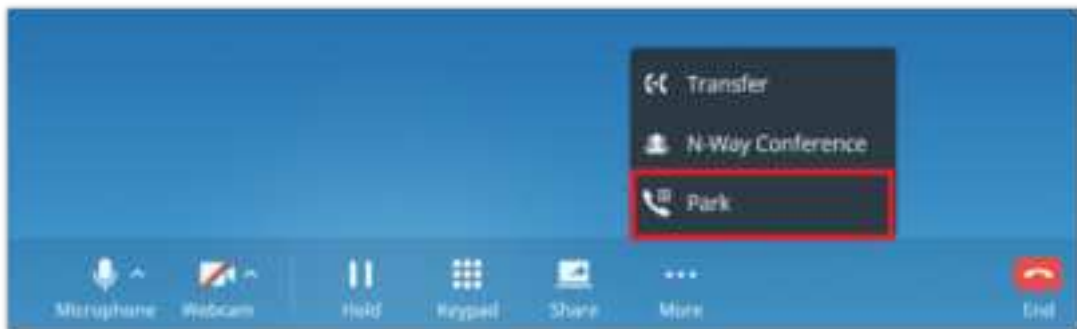 Transfer
N-Way Conference
Park
Microphone
Webcam
Hold
Keypad
Share
More
End